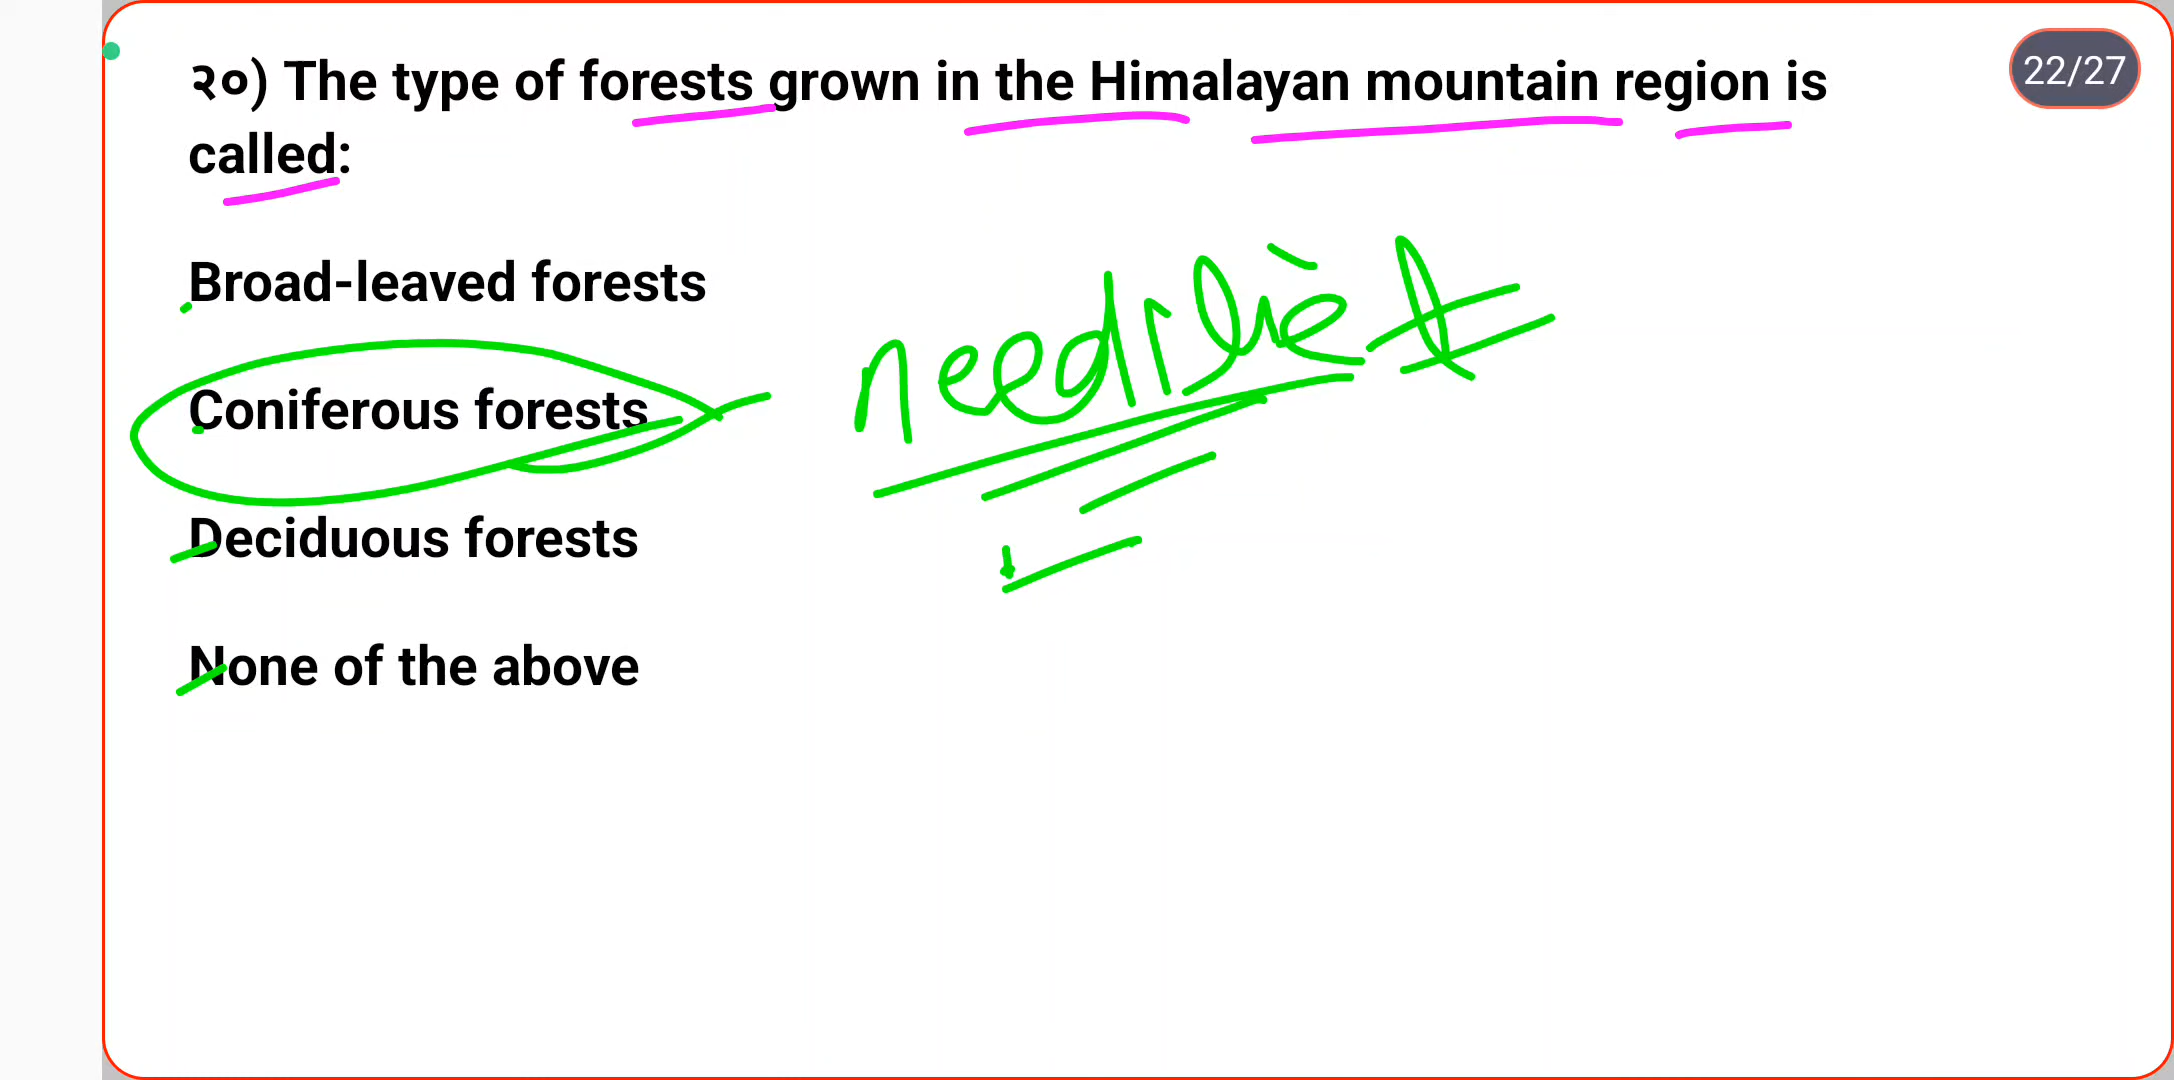 २०) The type of forests grown in the Himalayan mountain region is
called:
22/27
Broad-leaved forests
Coniferous forests
Deciduous forests
None of the above